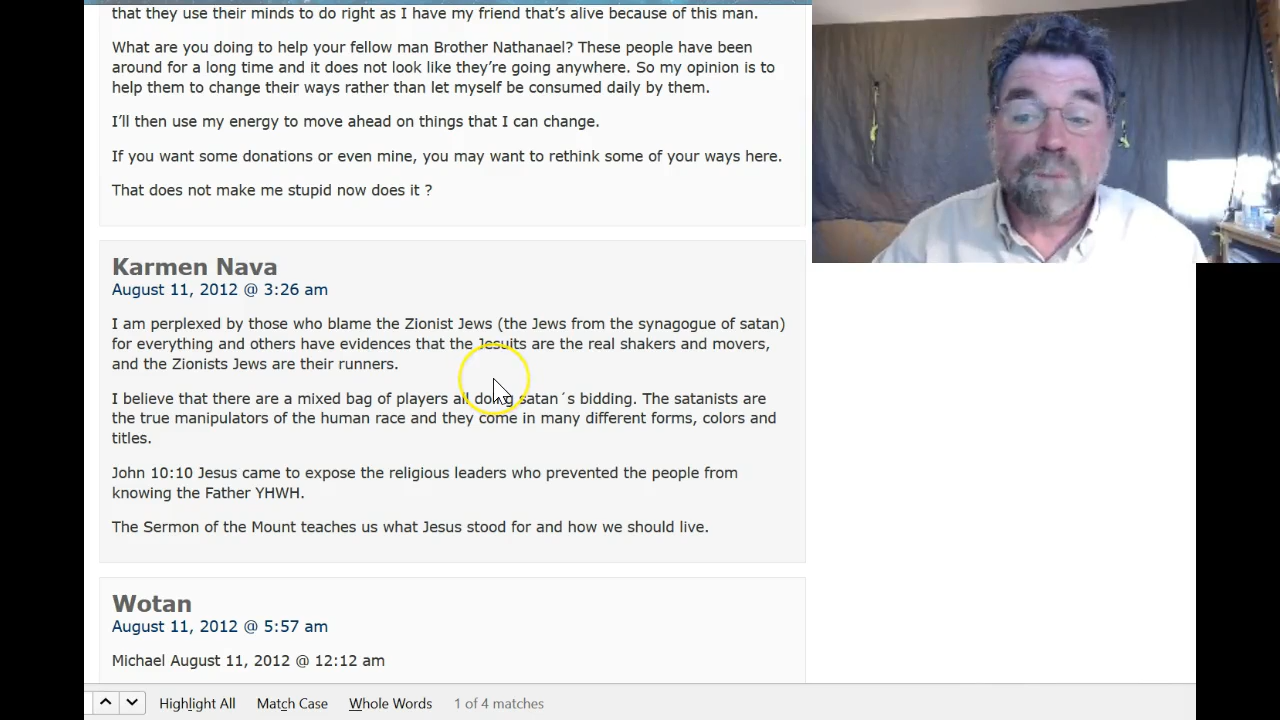 that they use their minds to do right as I have my friend that’s alive because of this man.
What are you doing to help your fellow man Brother Nathanael? These people have been
around for a long time and it does not look like they’re going anywhere. So my opinion is to
help them to change their ways rather than let myself be consumed daily by them.
I’ll then use my energy to move ahead on things that I can change.
If you want some donations or even mine, you may want to rethink some of your ways here.
That does not make me stupid now does it ?
Karmen Nava
August 11, 2012 @ 3:26 am
I am perplexed by those who blame the Zionist Jews (the Jews from the synagogue of satan)
for everything and others have evidences that the Jesuits are the real shakers and movers,
and the Zionists Jews are their runners.
I believe that there are a mixed bag of players all doing satan´s bidding. The satanists are
the true manipulators of the human race and they come in many different forms, colors and
titles.
John 10:10 Jesus came to expose the religious leaders who prevented the people from
knowing the Father YHWH.
The Sermon of the Mount teaches us what Jesus stood for and how we should live.
Wotan
August 11, 2012 @ 5:57 am
Michael August 11, 2012 @ 12:12 am
Highlight All Match Case Whole Words 1 of 4 matches